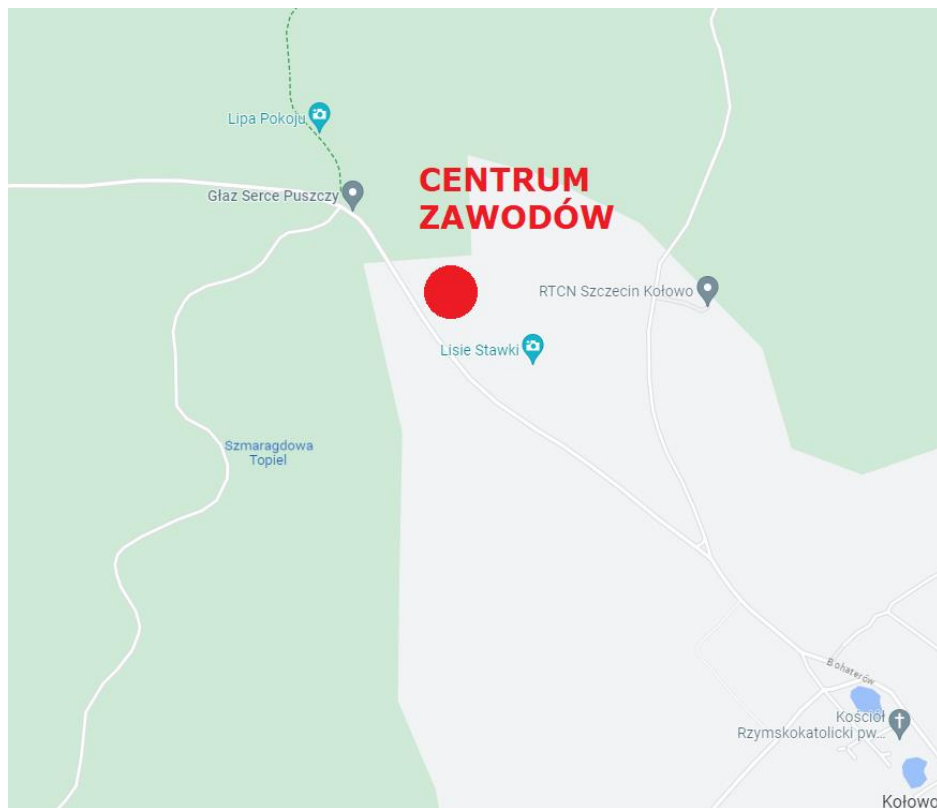 Lipa Pokoju
CENTRUM
ZAWODÓW
Głaz Serce Puszczy
RTCN Szczecin Kołowo
Lisie Stawki
Szmaragdowa
Topiel
Bohaterów
Kościół
Rzymskokatolicki pw...
Kołowo